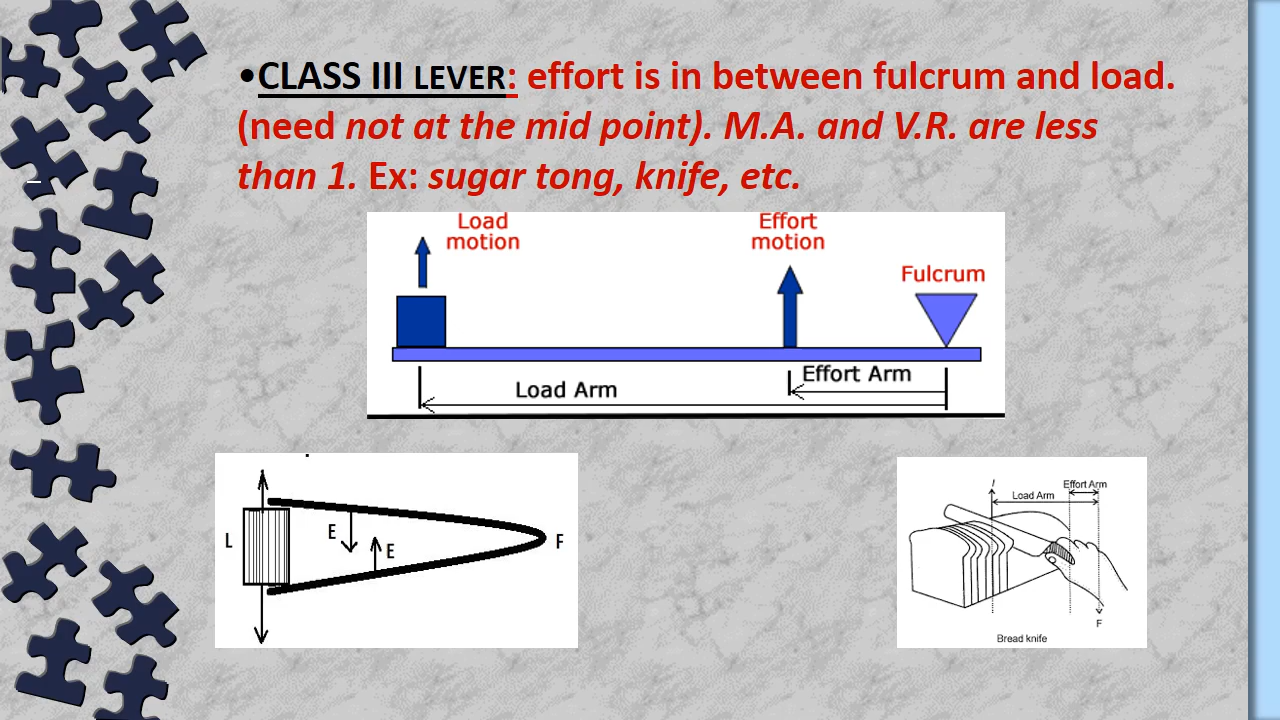 •CLASS III LEVER: effort is in between fulcrum and load.
(need not at the mid point). M.A. and V.R. are less
than 1. Ex: sugar tong, knife, etc.
Load
motion
Effort
motion
Fulcrum
Load Arm
Effort Arm
L
E
E
F
l
Effort Arm
Load Arm
F
Bread knife